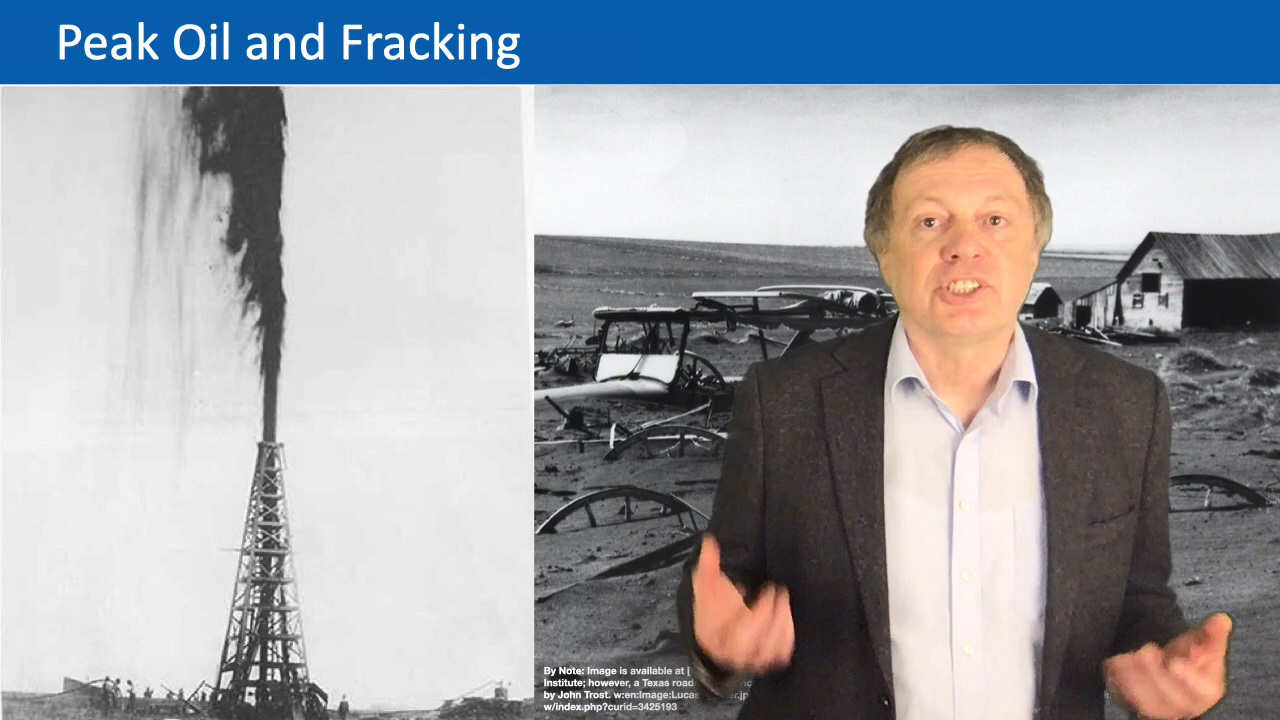 Peak Oil and Fracking
By Note: Image is available at [
Institute; however, a Texas road
by John Trost. w:en:Image:Lucas
w/index.php?curid=3425193